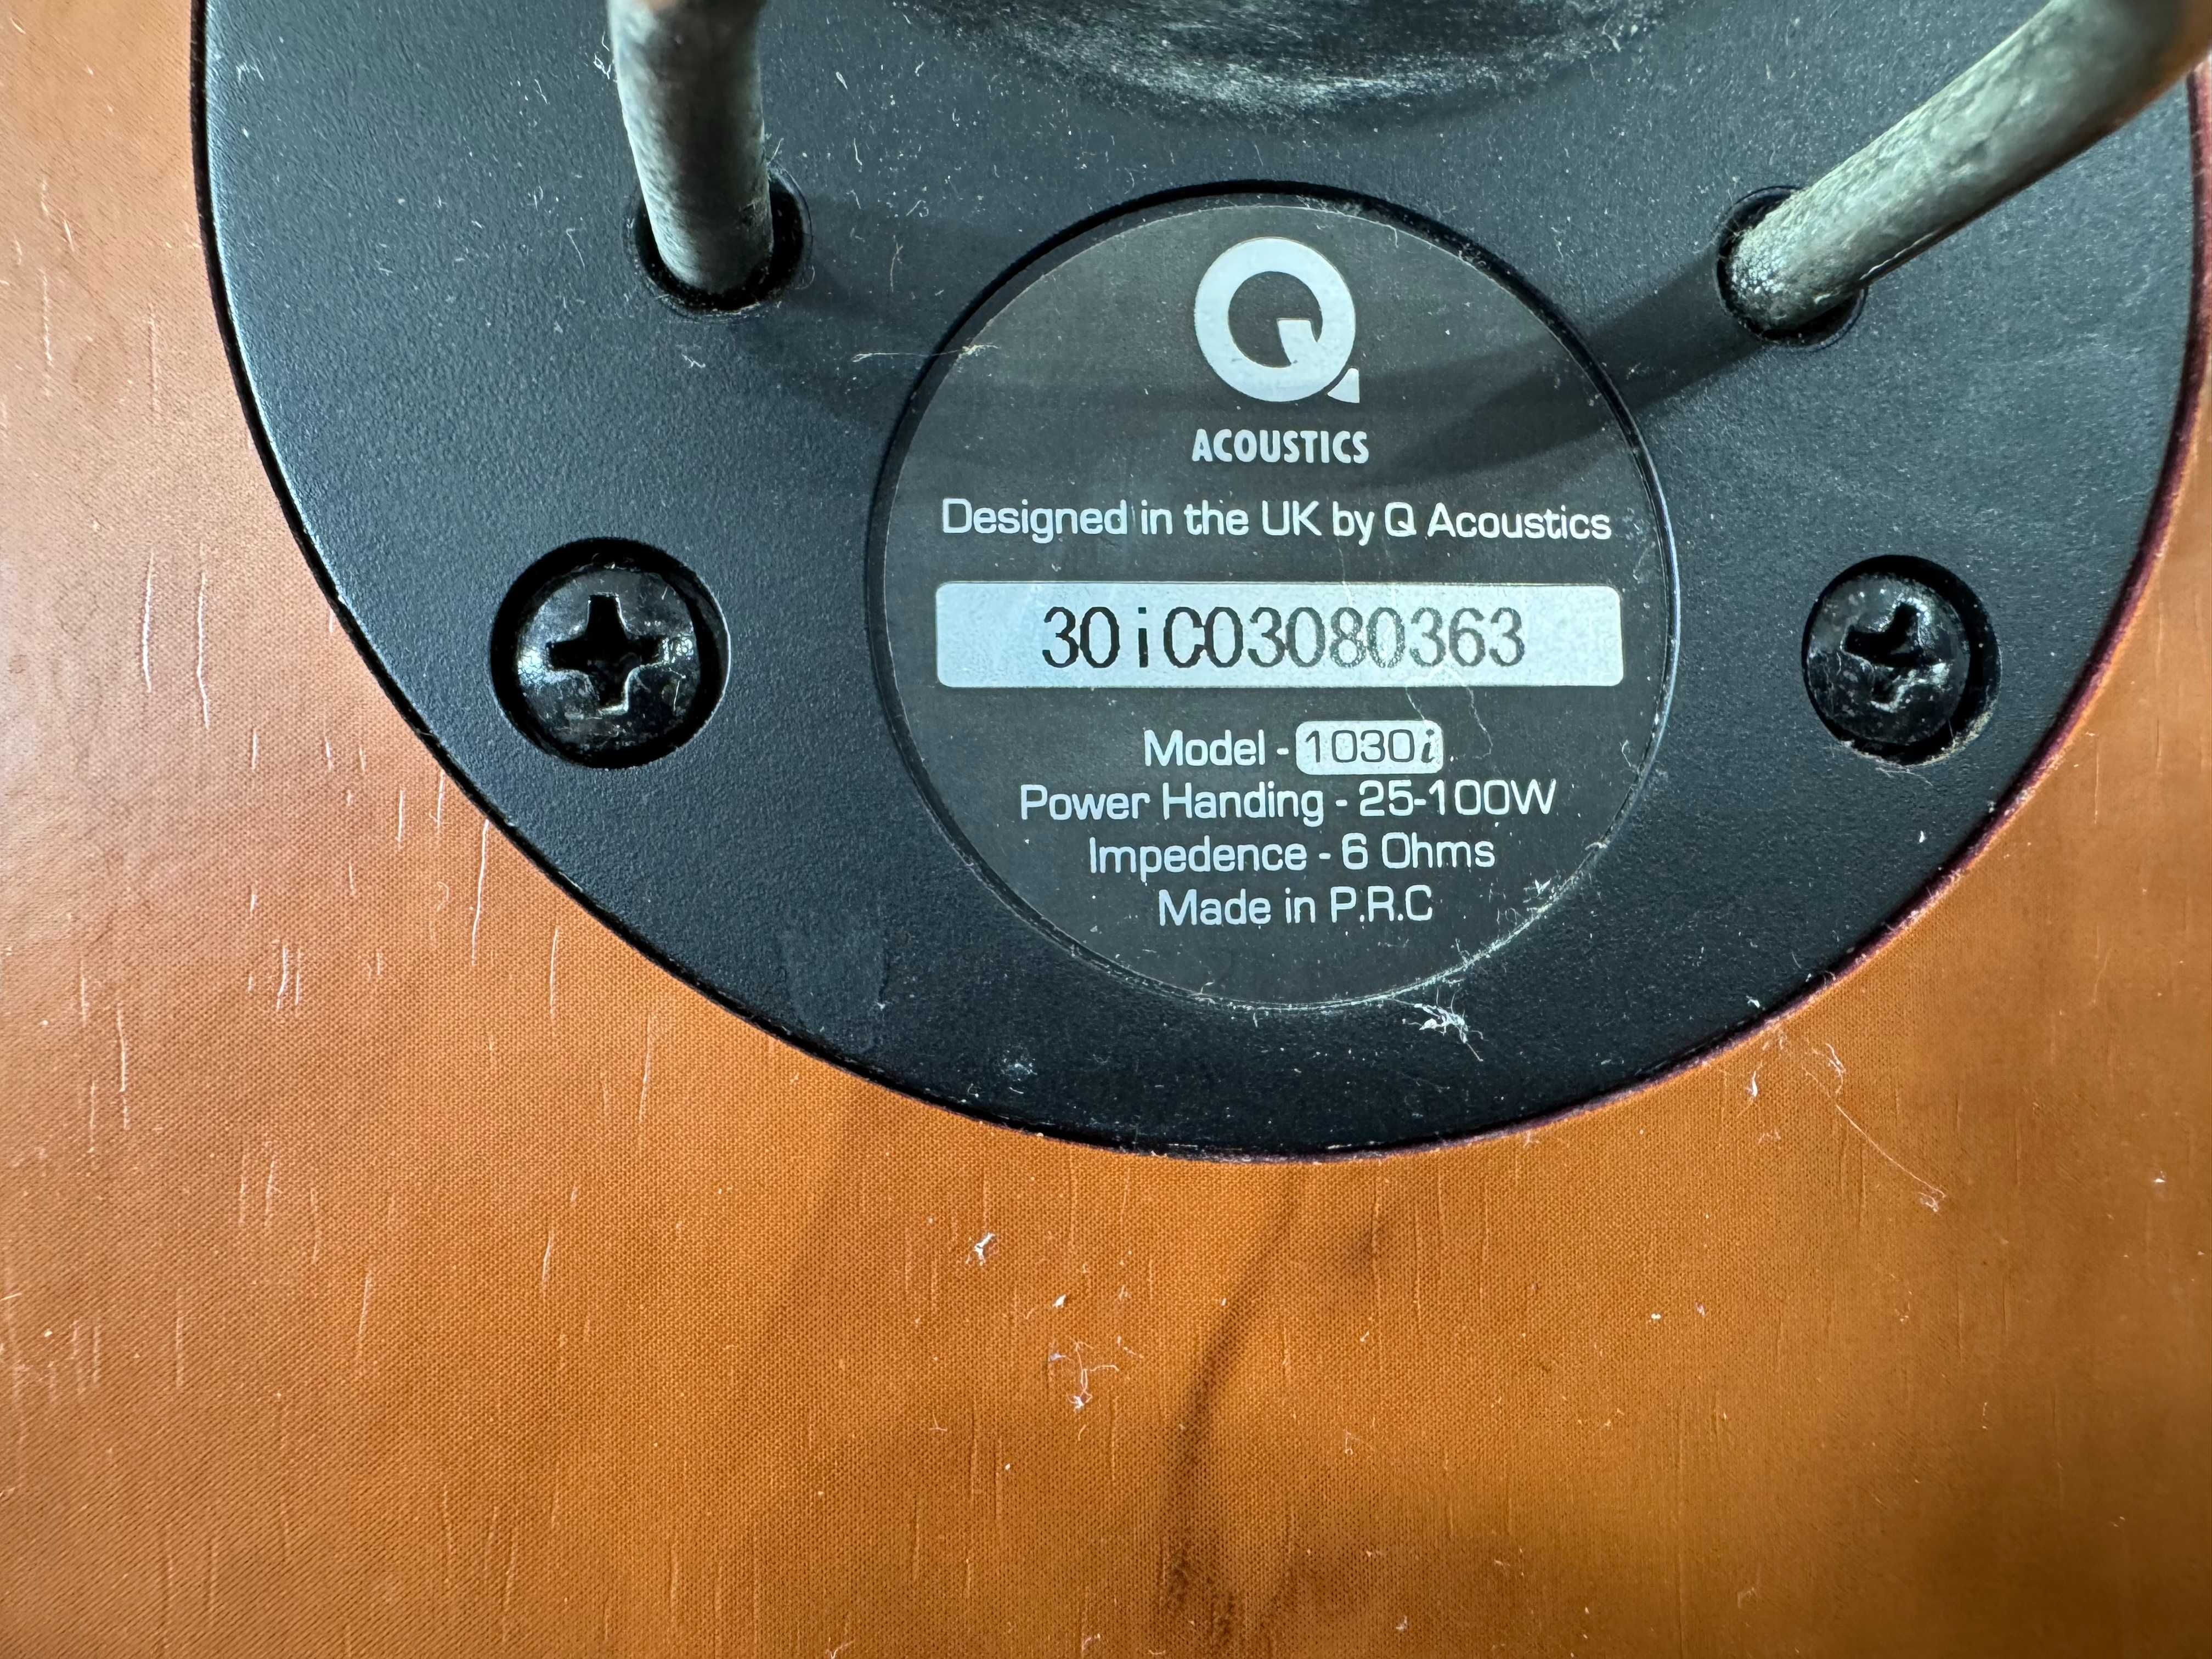 Q
ACOUSTICS
Designed in the UK by Q Acoustics
30iC03080363
Model - 1030i
Power Handing - 25-100W
Impedence - 6 Ohms
Made in P.R.C